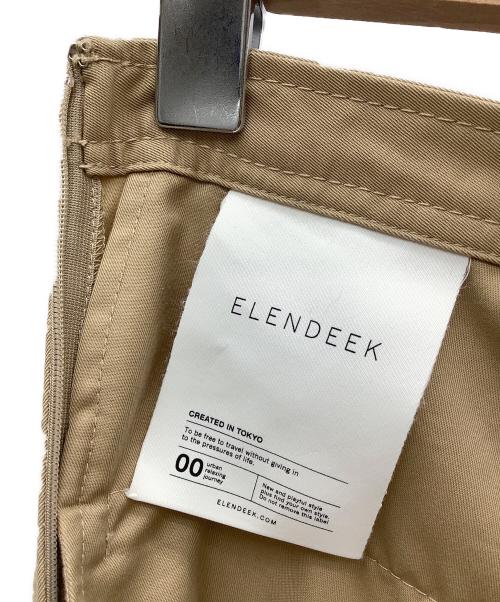 ELENDEEK
CREATED IN TOKYO
To be free to travel without giving in
to the pressures of life.
00
urban
relaxing
journey
New and playful style
plus find your own style.
Do not remove this label
ELENDEEK.COM